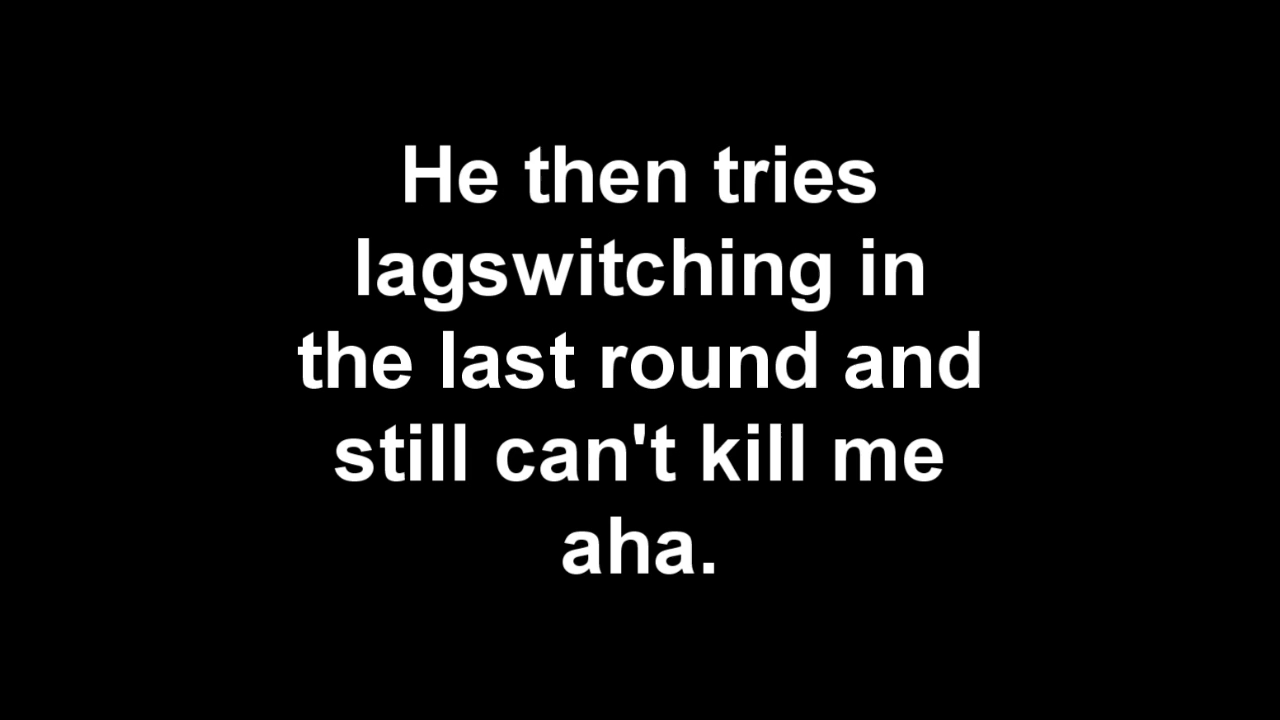 He then tries
lagswitching in
the last round and
still can't kill me
aha.